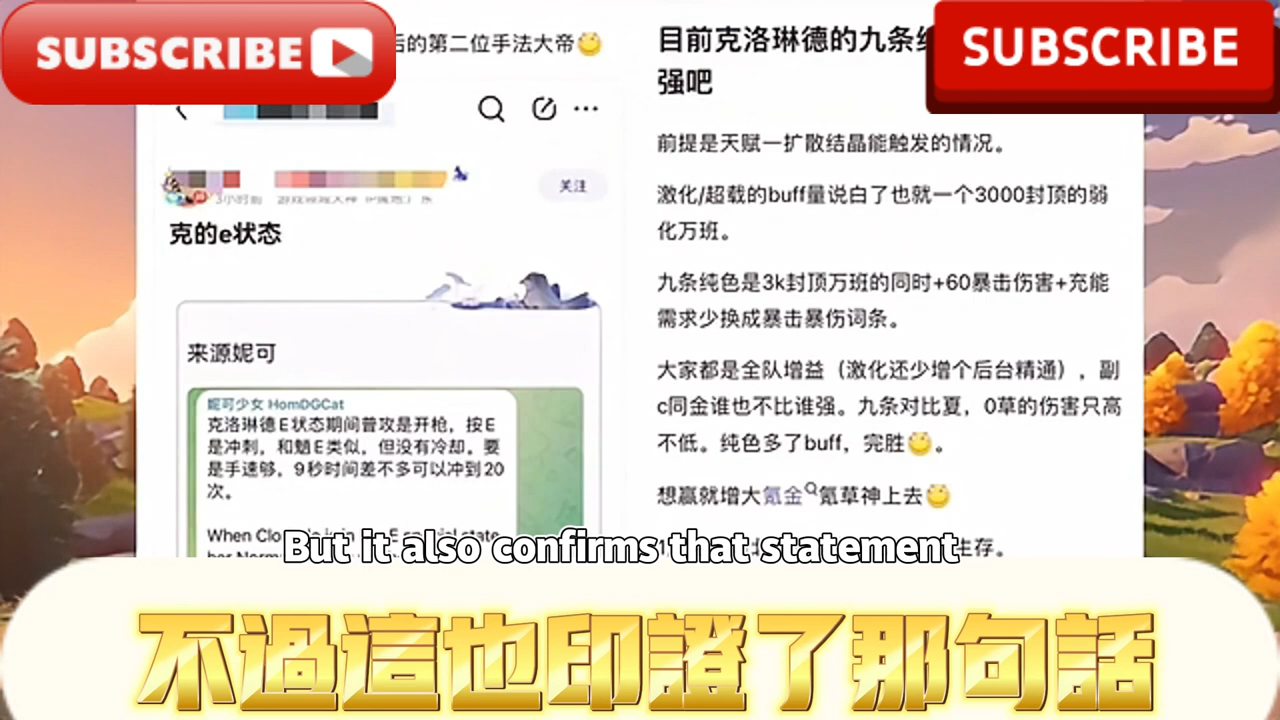 SUBSCRIBE
后的第二位手法大帝
关注
克的e状态
来源妮可
妮可少女 HomDGCat
克洛琳德E状态期间普攻是开枪，按E
是冲刺，和魈E类似，但没有冷却。要
是手速够，9秒时间差不多可以冲到20
次。
SUBSCRIBE
目前克洛琳德的九条
强吧
前提是天赋一扩散结晶能触发的情况。
激化/超载的buff量说白了也就一个3000封顶的弱
化万班。
九条纯色是3k封顶万班的同时+60暴击伤害+充能
需求少换成暴击暴伤词条。
大家都是全队增益（激化还少增个后台精通），副
c同金谁也不比谁强。九条对比夏，0草的伤害只高
不低。纯色多了buff，完胜。
想赢就增大氪金氪草神上去
生存。
But it also confirms that statement
不過這也印證了那句話